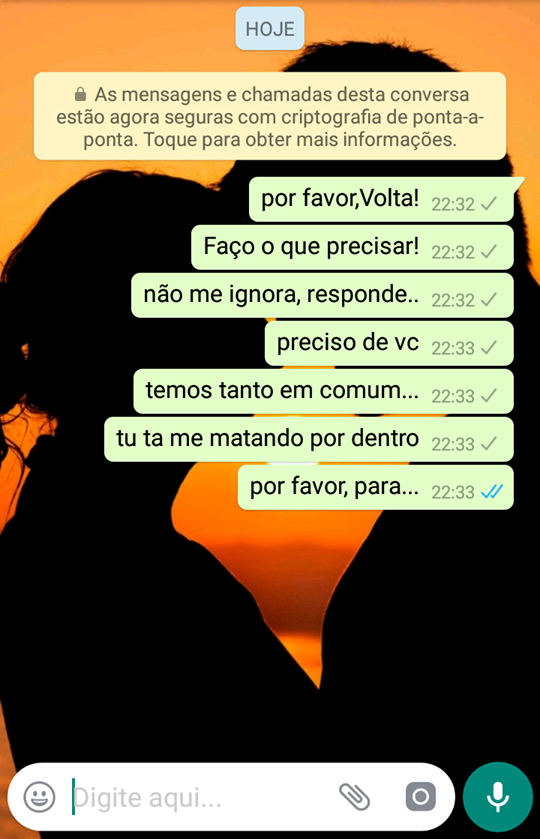 HOJE
As mensagens e chamadas desta conversa
estão agora seguras com criptografia de ponta-a-
ponta. Toque para obter mais informações.
por favor,Volta! 22:32
Faço o que precisar! 22:32
não me ignora, responde.. 22:32
preciso de vc 22:33
temos tanto em comum... 22:33
tu ta me matando por dentro 22:33
por favor, para... 22:33
Digite aqui...